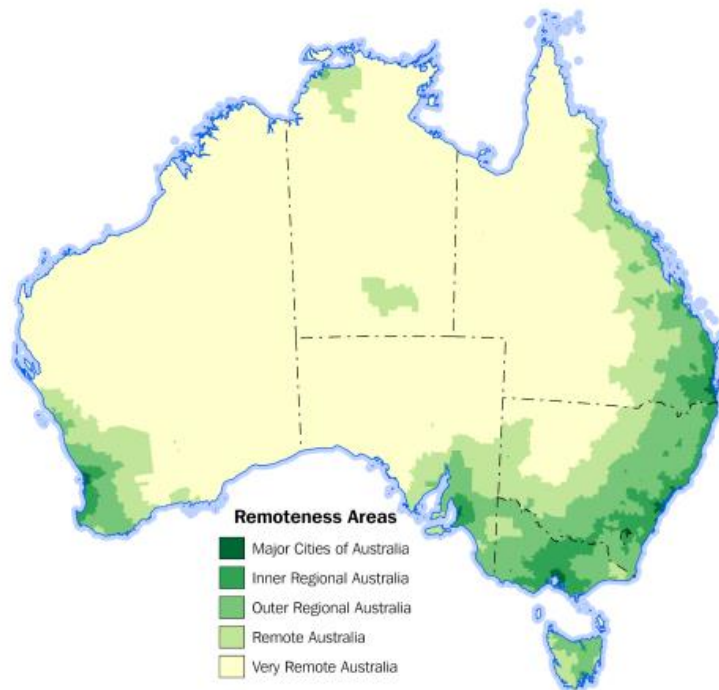 Remoteness Areas
Major Cities of Australia
Inner Regional Australia
Outer Regional Australia
Remote Australia
Very Remote Australia